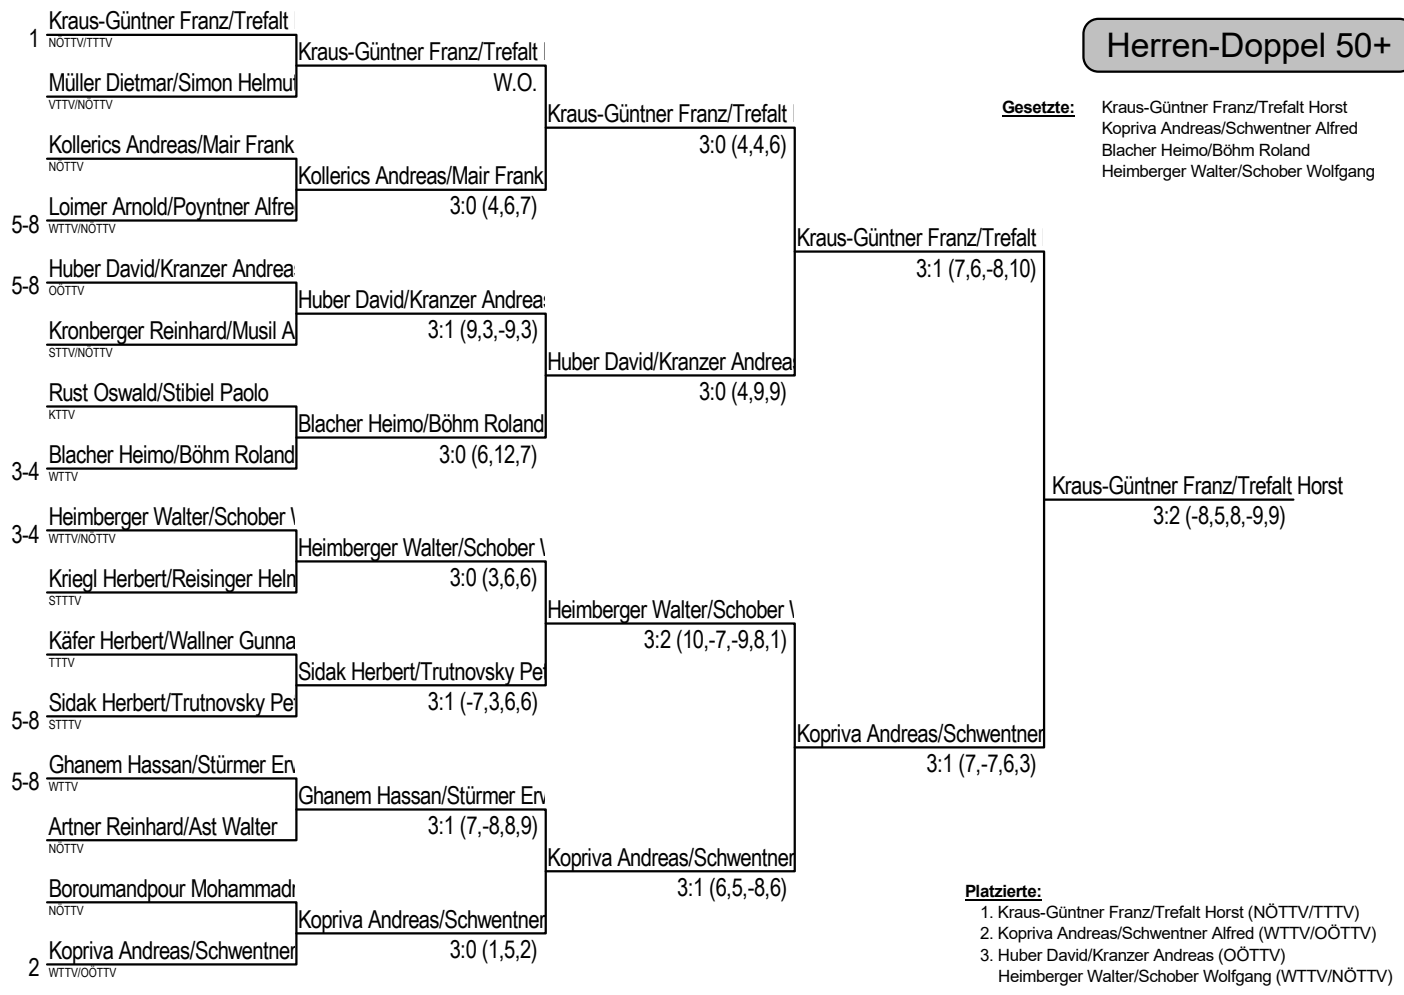 Herren-Doppel 50+
Gesetzte:
Kraus-Güntner Franz/Trefalt Horst
Kopriva Andreas/Schwentner Alfred
Blacher Heimo/Böhm Roland
Heimberger Walter/Schober Wolfgang
1 Kraus-Güntner Franz/Trefalt
NÖTTV/TTTV
Müller Dietmar/Simon Helmut
VTTV/NÖTTV
Kollerics Andreas/Mair Frank
NÖTTV
5-8 Loimer Arnold/Poyntner Alfre
WTTV/NÖTTV
5-8 Huber David/Kranzer Andrea
OÖTTV
Kronberger Reinhard/Musil A
STTV/NÖTTV
Rust Oswald/Stibiel Paolo
KTTV
3-4 Blacher Heimo/Böhm Roland
WTTV
3-4 Heimberger Walter/Schober
WTTV/NÖTTV
Kriegl Herbert/Reisinger Heln
STTTV
Käfer Herbert/Wallner Gunna
TTTV
5-8 Sidak Herbert/Trutnovsky Pe
STTTV
5-8 Ghanem Hassan/Stürmer Er
WTTV
Artner Reinhard/Ast Walter
NÖTTV
Boroumandpour Mohammadr
NÖTTV
2 Kopriva Andreas/Schwentner
WTTV/OÖTTV
Kraus-Güntner Franz/Trefalt
W.O.
Kollerics Andreas/Mair Frank
3:0 (4,6,7)
Huber David/Kranzer Andreas
3:1 (9,3,-9,3)
Blacher Heimo/Böhm Roland
3:0 (6,12,7)
Heimberger Walter/Schober
3:0 (3,6,6)
Sidak Herbert/Trutnovsky Pet
3:1 (-7,3,6,6)
Ghanem Hassan/Stürmer Er
3:1 (7,-8,8,9)
Kopriva Andreas/Schwentner
3:0 (1,5,2)
Kraus-Güntner Franz/Trefalt
3:0 (4,4,6)
Huber David/Kranzer Andreas
3:0 (4,9,9)
Heimberger Walter/Schober
3:2 (10,-7,-9,8,1)
Kopriva Andreas/Schwentner
3:1 (6,5,-8,6)
Kraus-Güntner Franz/Trefalt
3:1 (7,6,-8,10)
Kopriva Andreas/Schwentner
3:1 (7,-7,6,3)
Kraus-Güntner Franz/Trefalt Horst
3:2 (-8,5,8,-9,9)
Platzierte:
1. Kraus-Güntner Franz/Trefalt Horst (NÖTTV/TTTV)
2. Kopriva Andreas/Schwentner Alfred (WTTV/OÖTTV)
3. Huber David/Kranzer Andreas (OÖTTV)
Heimberger Walter/Schober Wolfgang (WTTV/NÖTTV)